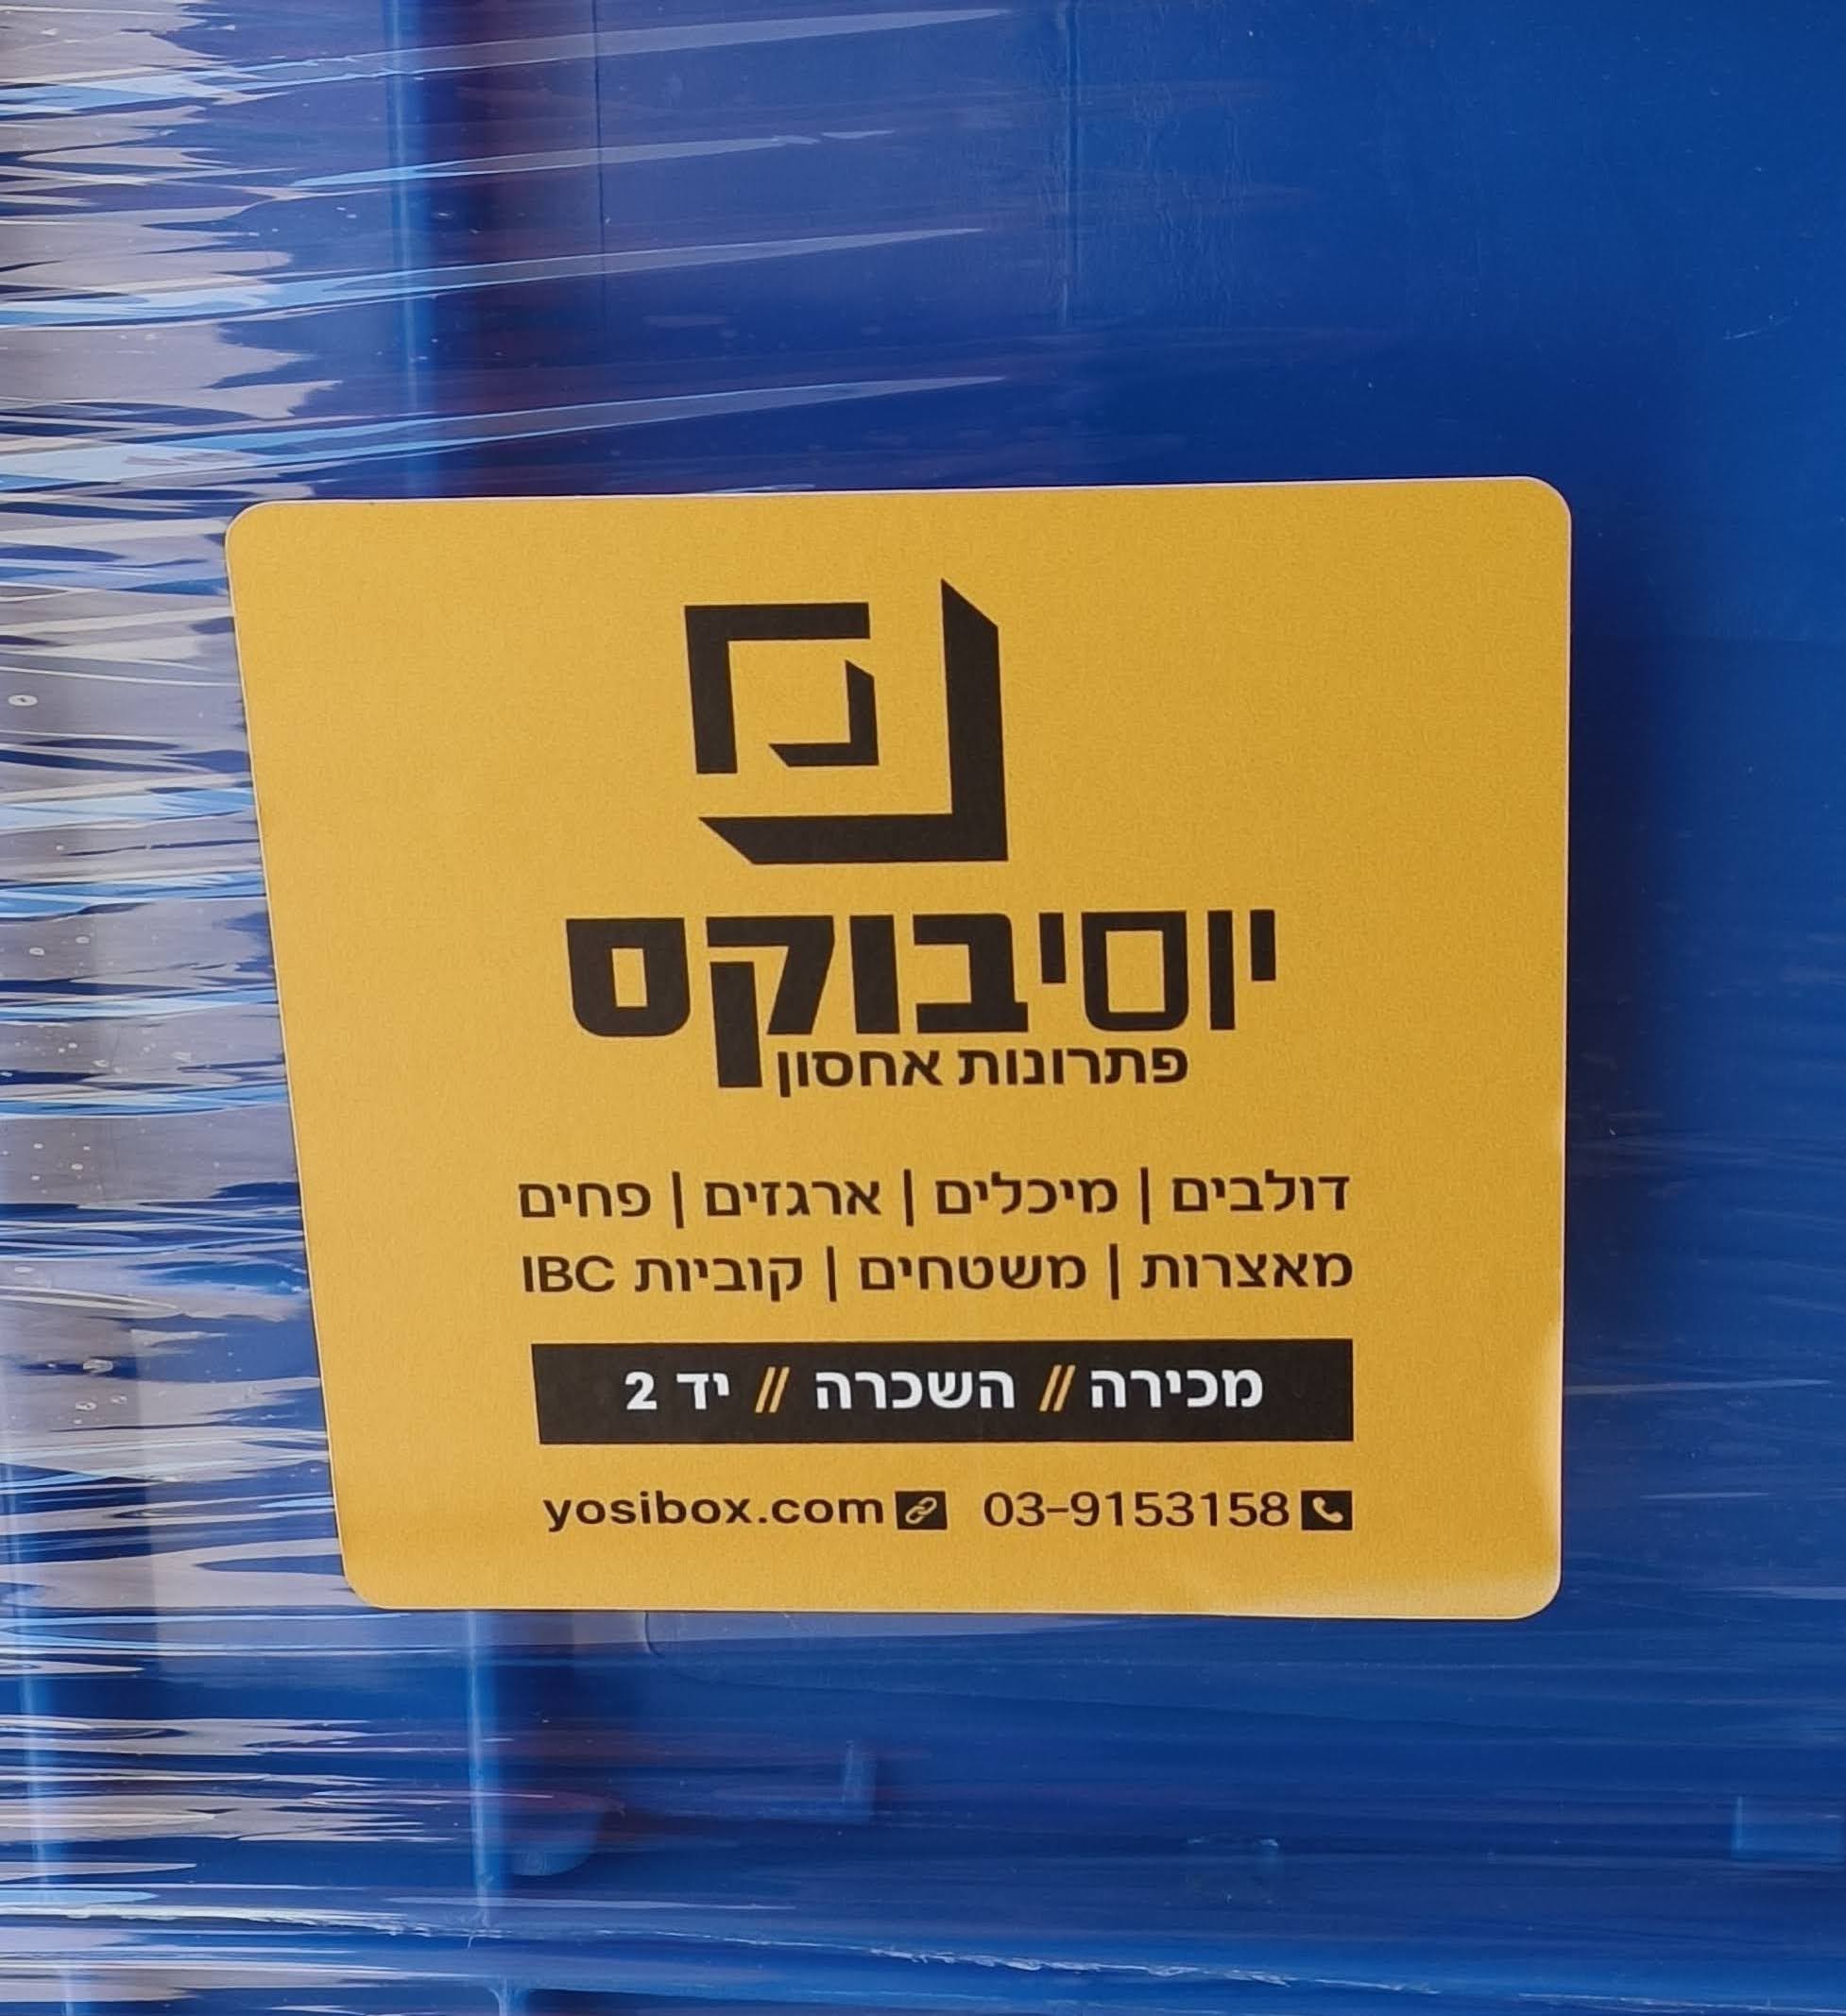 יוסיבוקס
פתרונות אחסון
דולבים | מיכלים | ארגזים | פחים
מאצרות | משטחים | קוביות IBC
מכירה // השכרה // יד 2
03-9153158 yosibox.com